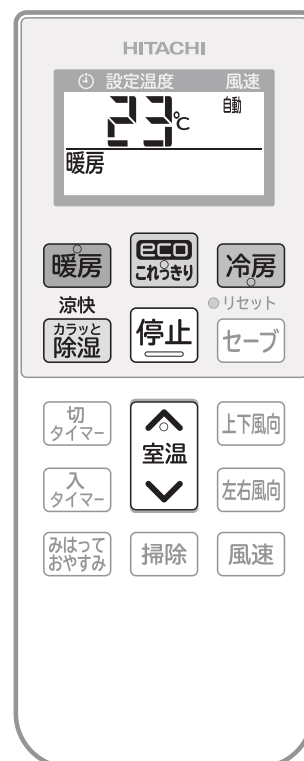 HITACHI
設定温度 風速
23℃ 自動
暖房
暖房
eco
これっきり
冷房
涼快
カラッと
除湿
停止
リセット
セーブ
切
タイマー
室温
上下風向
入
タイマー
左右風向
みはって
おやすみ
掃除
風速